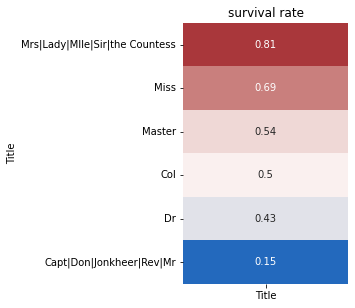 survival rate
Mrs|Lady|Mlle|Sir|the Countess
0.81
Miss
0.69
Master
0.54
Title
Col
0.5
Dr
0.43
Capt|Don|Jonkheer|Rev|Mr
0.15
Title